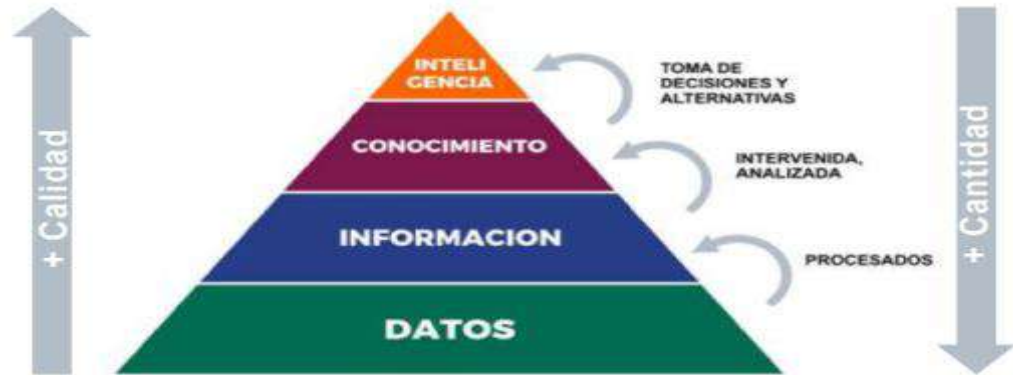 + Calidad
INTELI
GENCIA
TOMA DE
DECISIONES Y
ALTERNATIVAS
CONOCIMIENTO
INTERVENIDA,
ANALIZADA
INFORMACION
PROCESADOS
DATOS
+ Cantidad